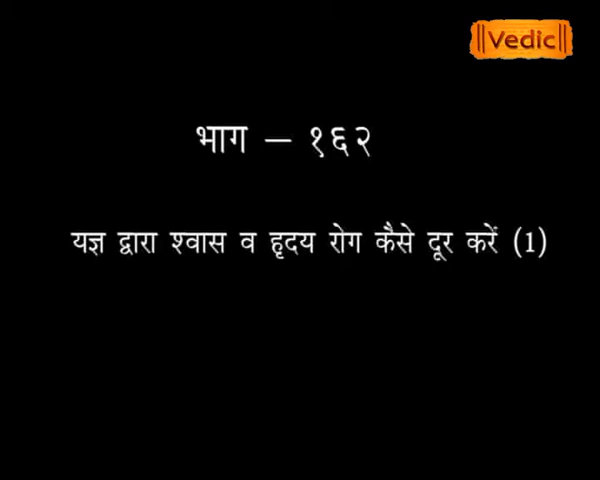 ||Vedic||
भाग – १६२
यज्ञ द्वारा श्वास व हृदय रोग कैसे दूर करें (1)